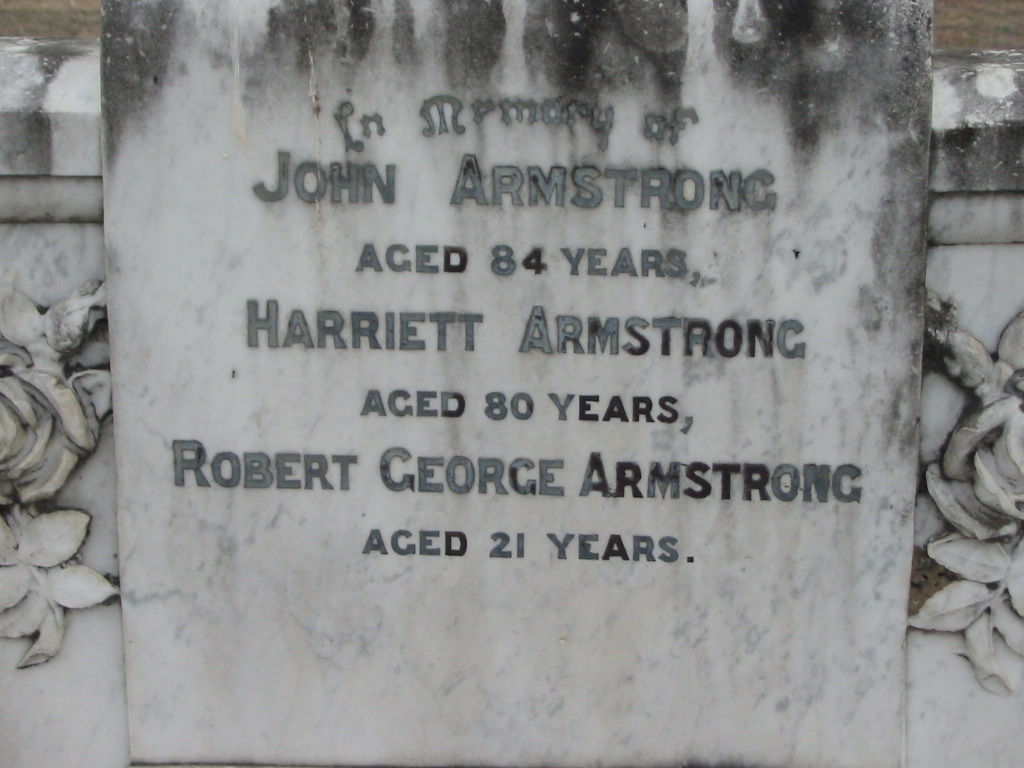 In Memory of
JOHN ARMSTRONG
AGED 84 YEARS,
HARRIETT ARMSTRONG
AGED 80 YEARS,
ROBERT GEORGE ARMSTRONG
AGED 21 YEARS.